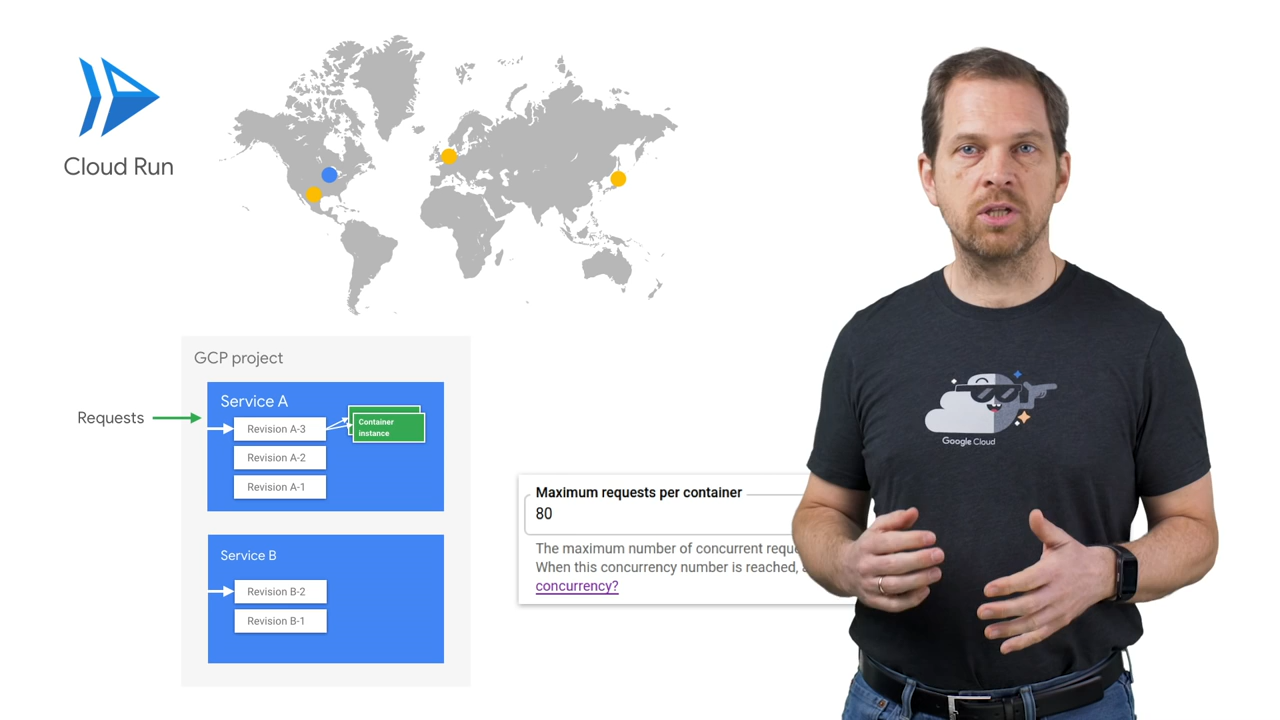 Cloud Run
GCP project
Service A
Requests
Revision A-3
Container
instance
Revision A-2
Revision A-1
Service B
Revision B-2
Revision B-1
Maximum requests per container
80
The maximum number of concurrent reque
When this concurrency number is reached, a
concurrency?
Google Cloud